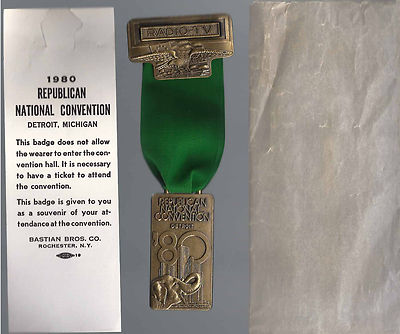 1980
REPUBLICAN
NATIONAL CONVENTION
DETROIT, MICHIGAN
This badge does not allow
the wearer to enter the con-
vention hall. It is necessary
to have a ticket to attend
the convention.
This badge is given to you
as a souvenir of your at-
tendance at the convention.
BASTIAN BROS. CO.
ROCHESTER, N.Y.
19
RADIO-TV
REPUBLICAN
NATIONAL
CONVENTION
DETROIT
'80